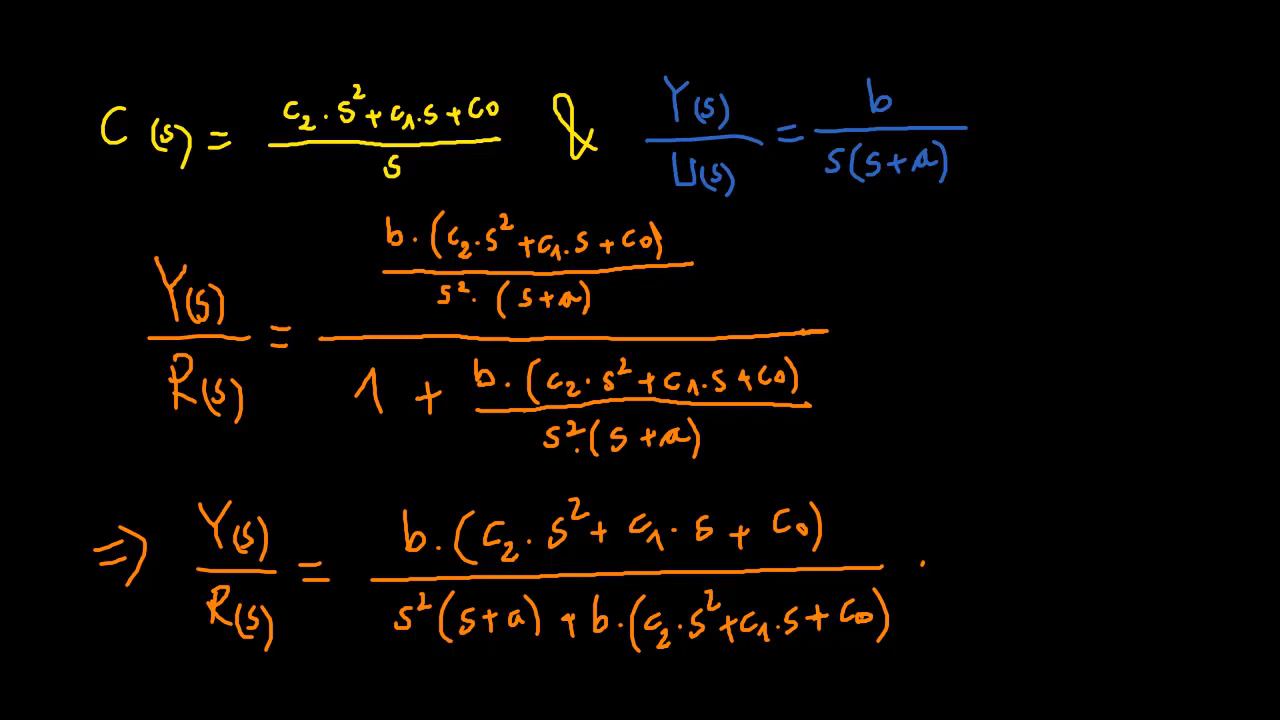 C(s) = (c₂·s² + c₁·s + c₀) / s & Y(s)/U(s) = b / (s(s+a))
Y(s)/R(s) = (b·(c₂·s² + c₁·s + c₀) / (s²·(s+a))) / (1 + b·(c₂·s² + c₁·s + c₀) / (s²·(s+a)))
⇒ Y(s)/R(s) = b·(c₂·s² + c₁·s + c₀) / (s²(s+a) + b·(c₂·s² + c₁·s + c₀)) .